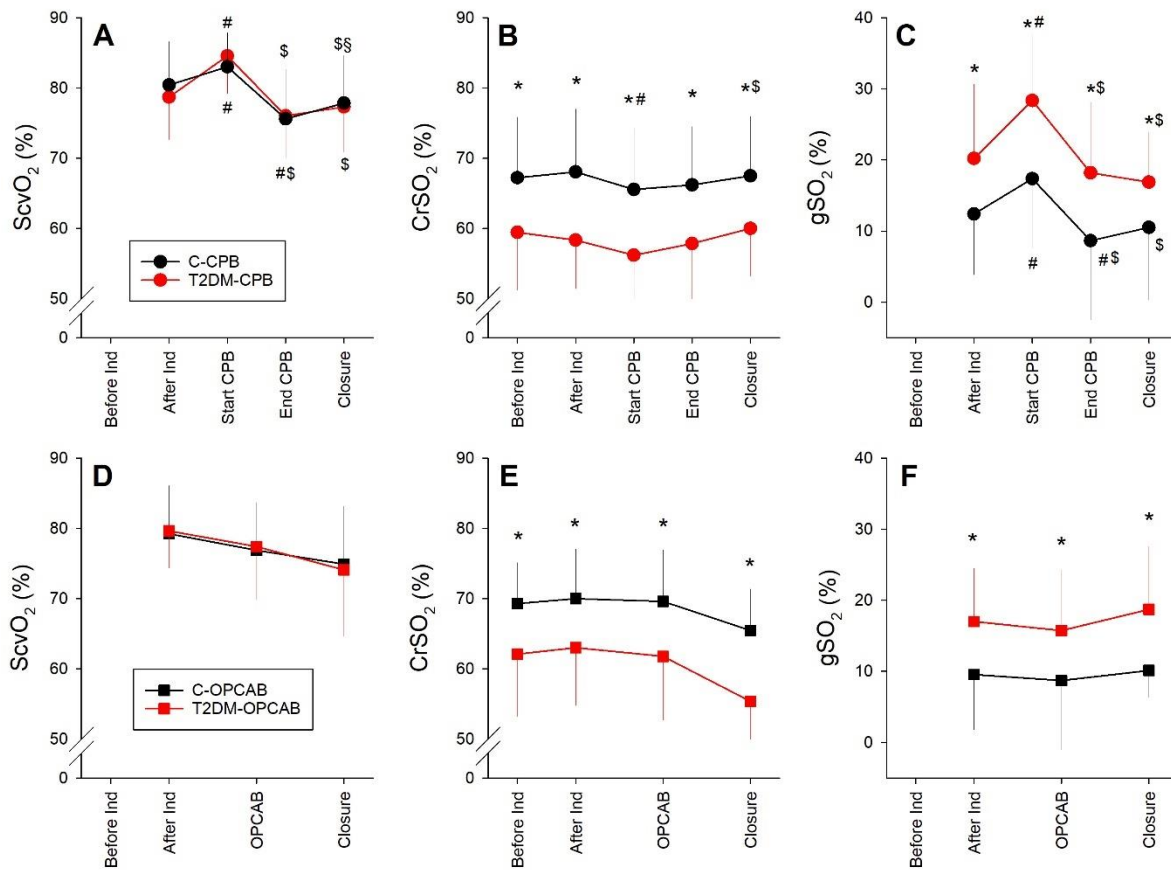 A
ScvO2 (%)
90
80
70
60
50
0
#
#
$
#$
$§
$
C-CPB
T2DM-CPB
Before Ind
After Ind
Start CPB
End CPB
Closure
B
CrSO2 (%)
90
80
70
60
50
0
*
*
*#
*
*$
Before Ind
After Ind
Start CPB
End CPB
Closure
C
gSO2 (%)
40
30
20
10
0
*
*#
*$
*$
#
#$
$
Before Ind
After Ind
Start CPB
End CPB
Closure
D
ScvO2 (%)
90
80
70
60
50
0
C-OPCAB
T2DM-OPCAB
Before Ind
After Ind
OPCAB
Closure
E
CrSO2 (%)
90
80
70
60
50
0
*
*
*
*
Before Ind
After Ind
OPCAB
Closure
F
gSO2 (%)
40
30
20
10
0
*
*
*
Before Ind
After Ind
OPCAB
Closure